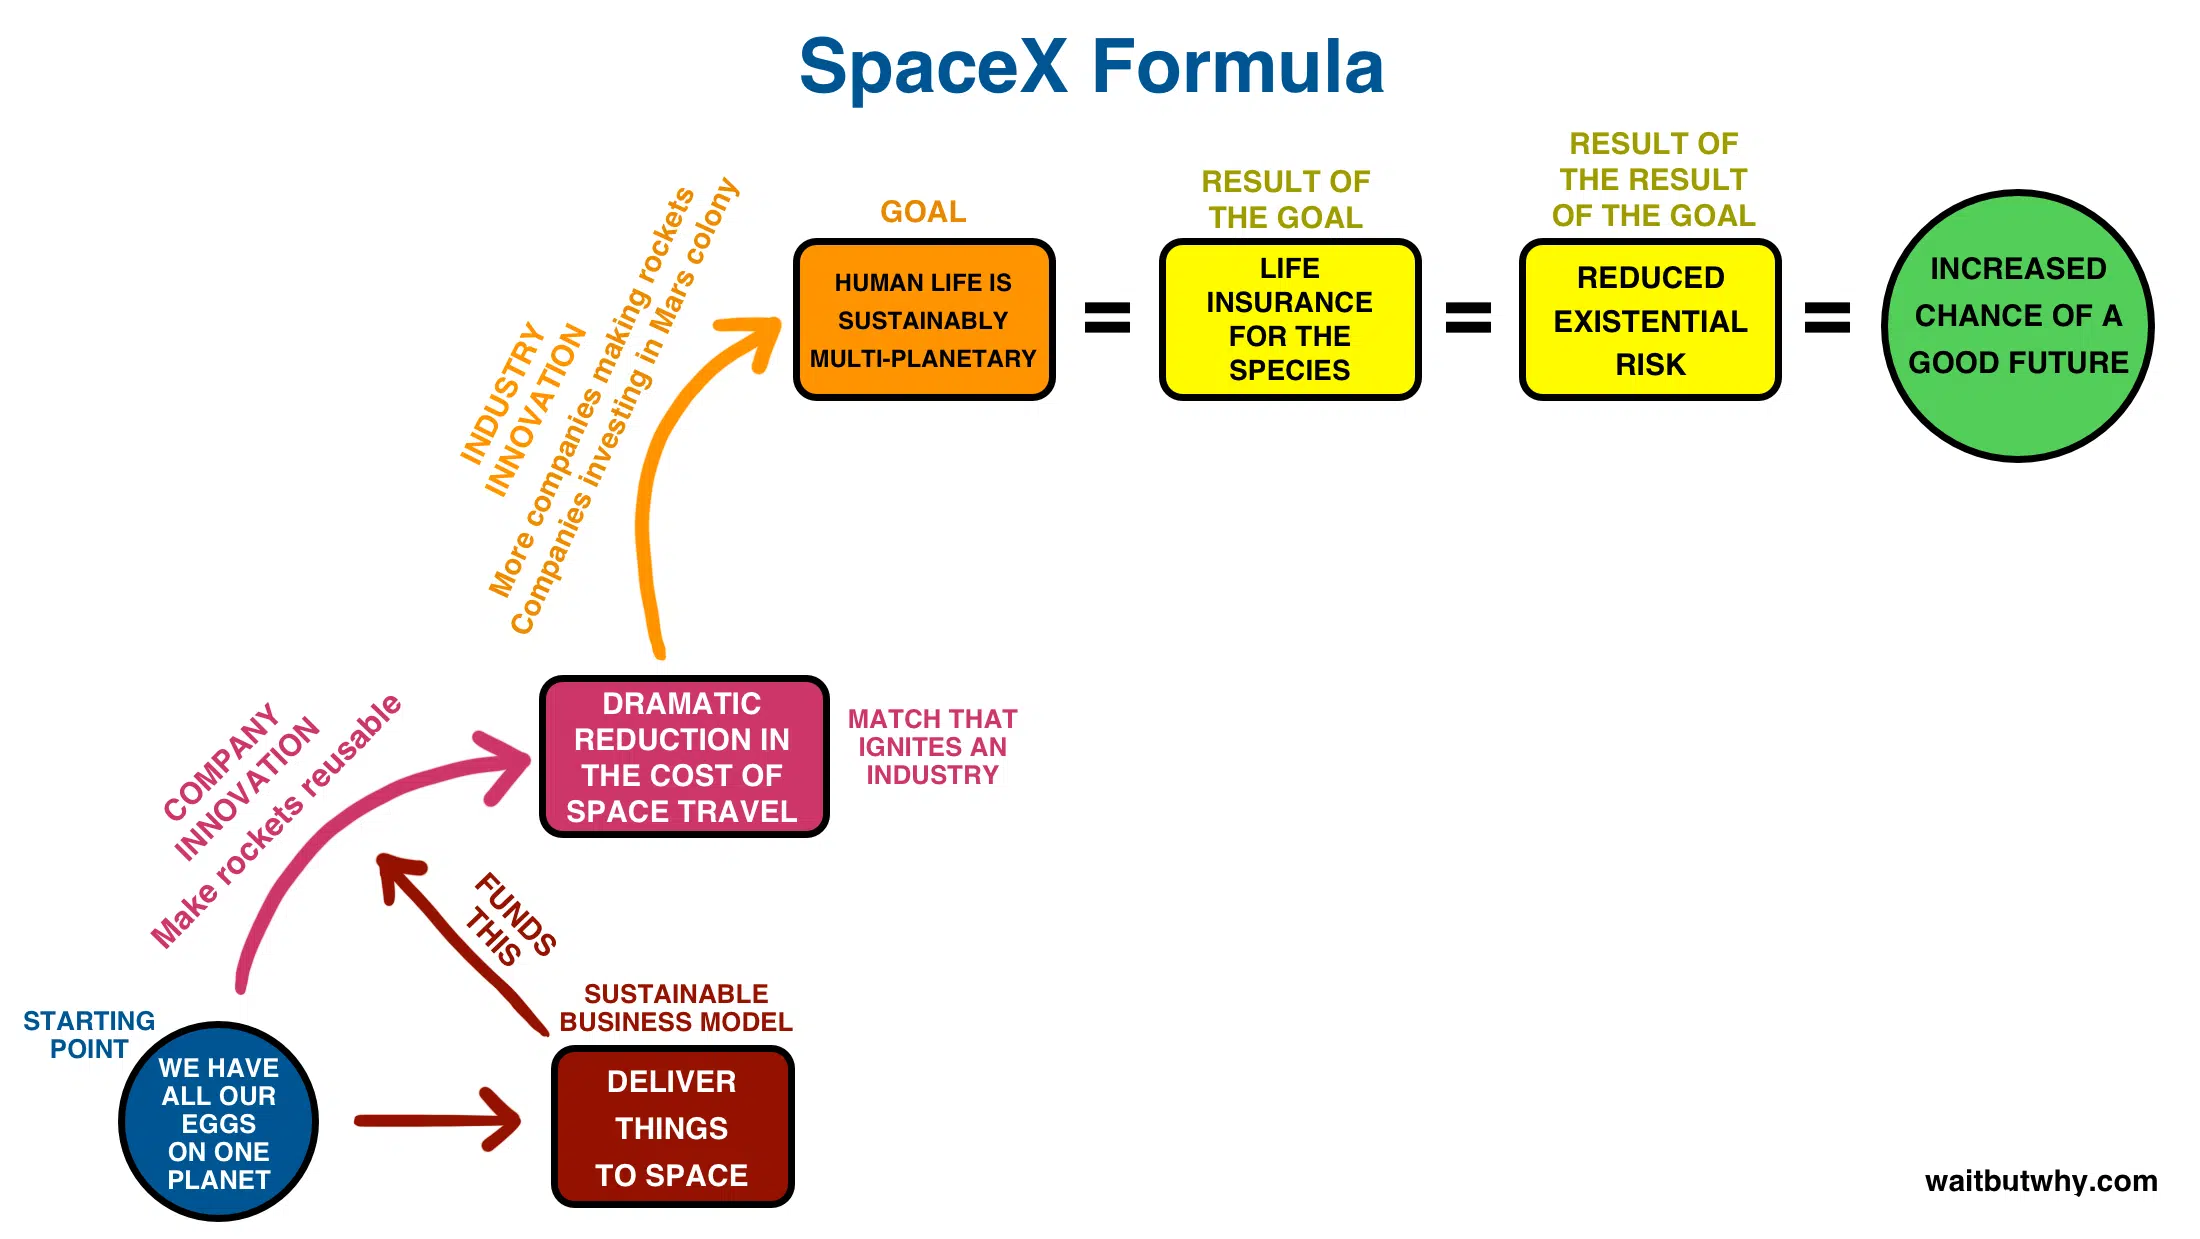 SpaceX Formula
GOAL
HUMAN LIFE IS
SUSTAINABLY
MULTI-PLANETARY
=
RESULT OF
THE GOAL
LIFE
INSURANCE
FOR THE
SPECIES
=
RESULT OF
THE RESULT
OF THE GOAL
REDUCED
EXISTENTIAL
RISK
=
INCREASED
CHANCE OF A
GOOD FUTURE
INDUSTRY
INNOVATION
More companies making rockets
Companies investing in Mars colony
DRAMATIC
REDUCTION IN
THE COST OF
SPACE TRAVEL
MATCH THAT
IGNITES AN
INDUSTRY
COMPANY
INNOVATION
Make rockets reusable
FUNDS
THIS
STARTING
POINT
WE HAVE
ALL OUR
EGGS
ON ONE
PLANET
SUSTAINABLE
BUSINESS MODEL
DELIVER
THINGS
TO SPACE
waitbutwhy.com